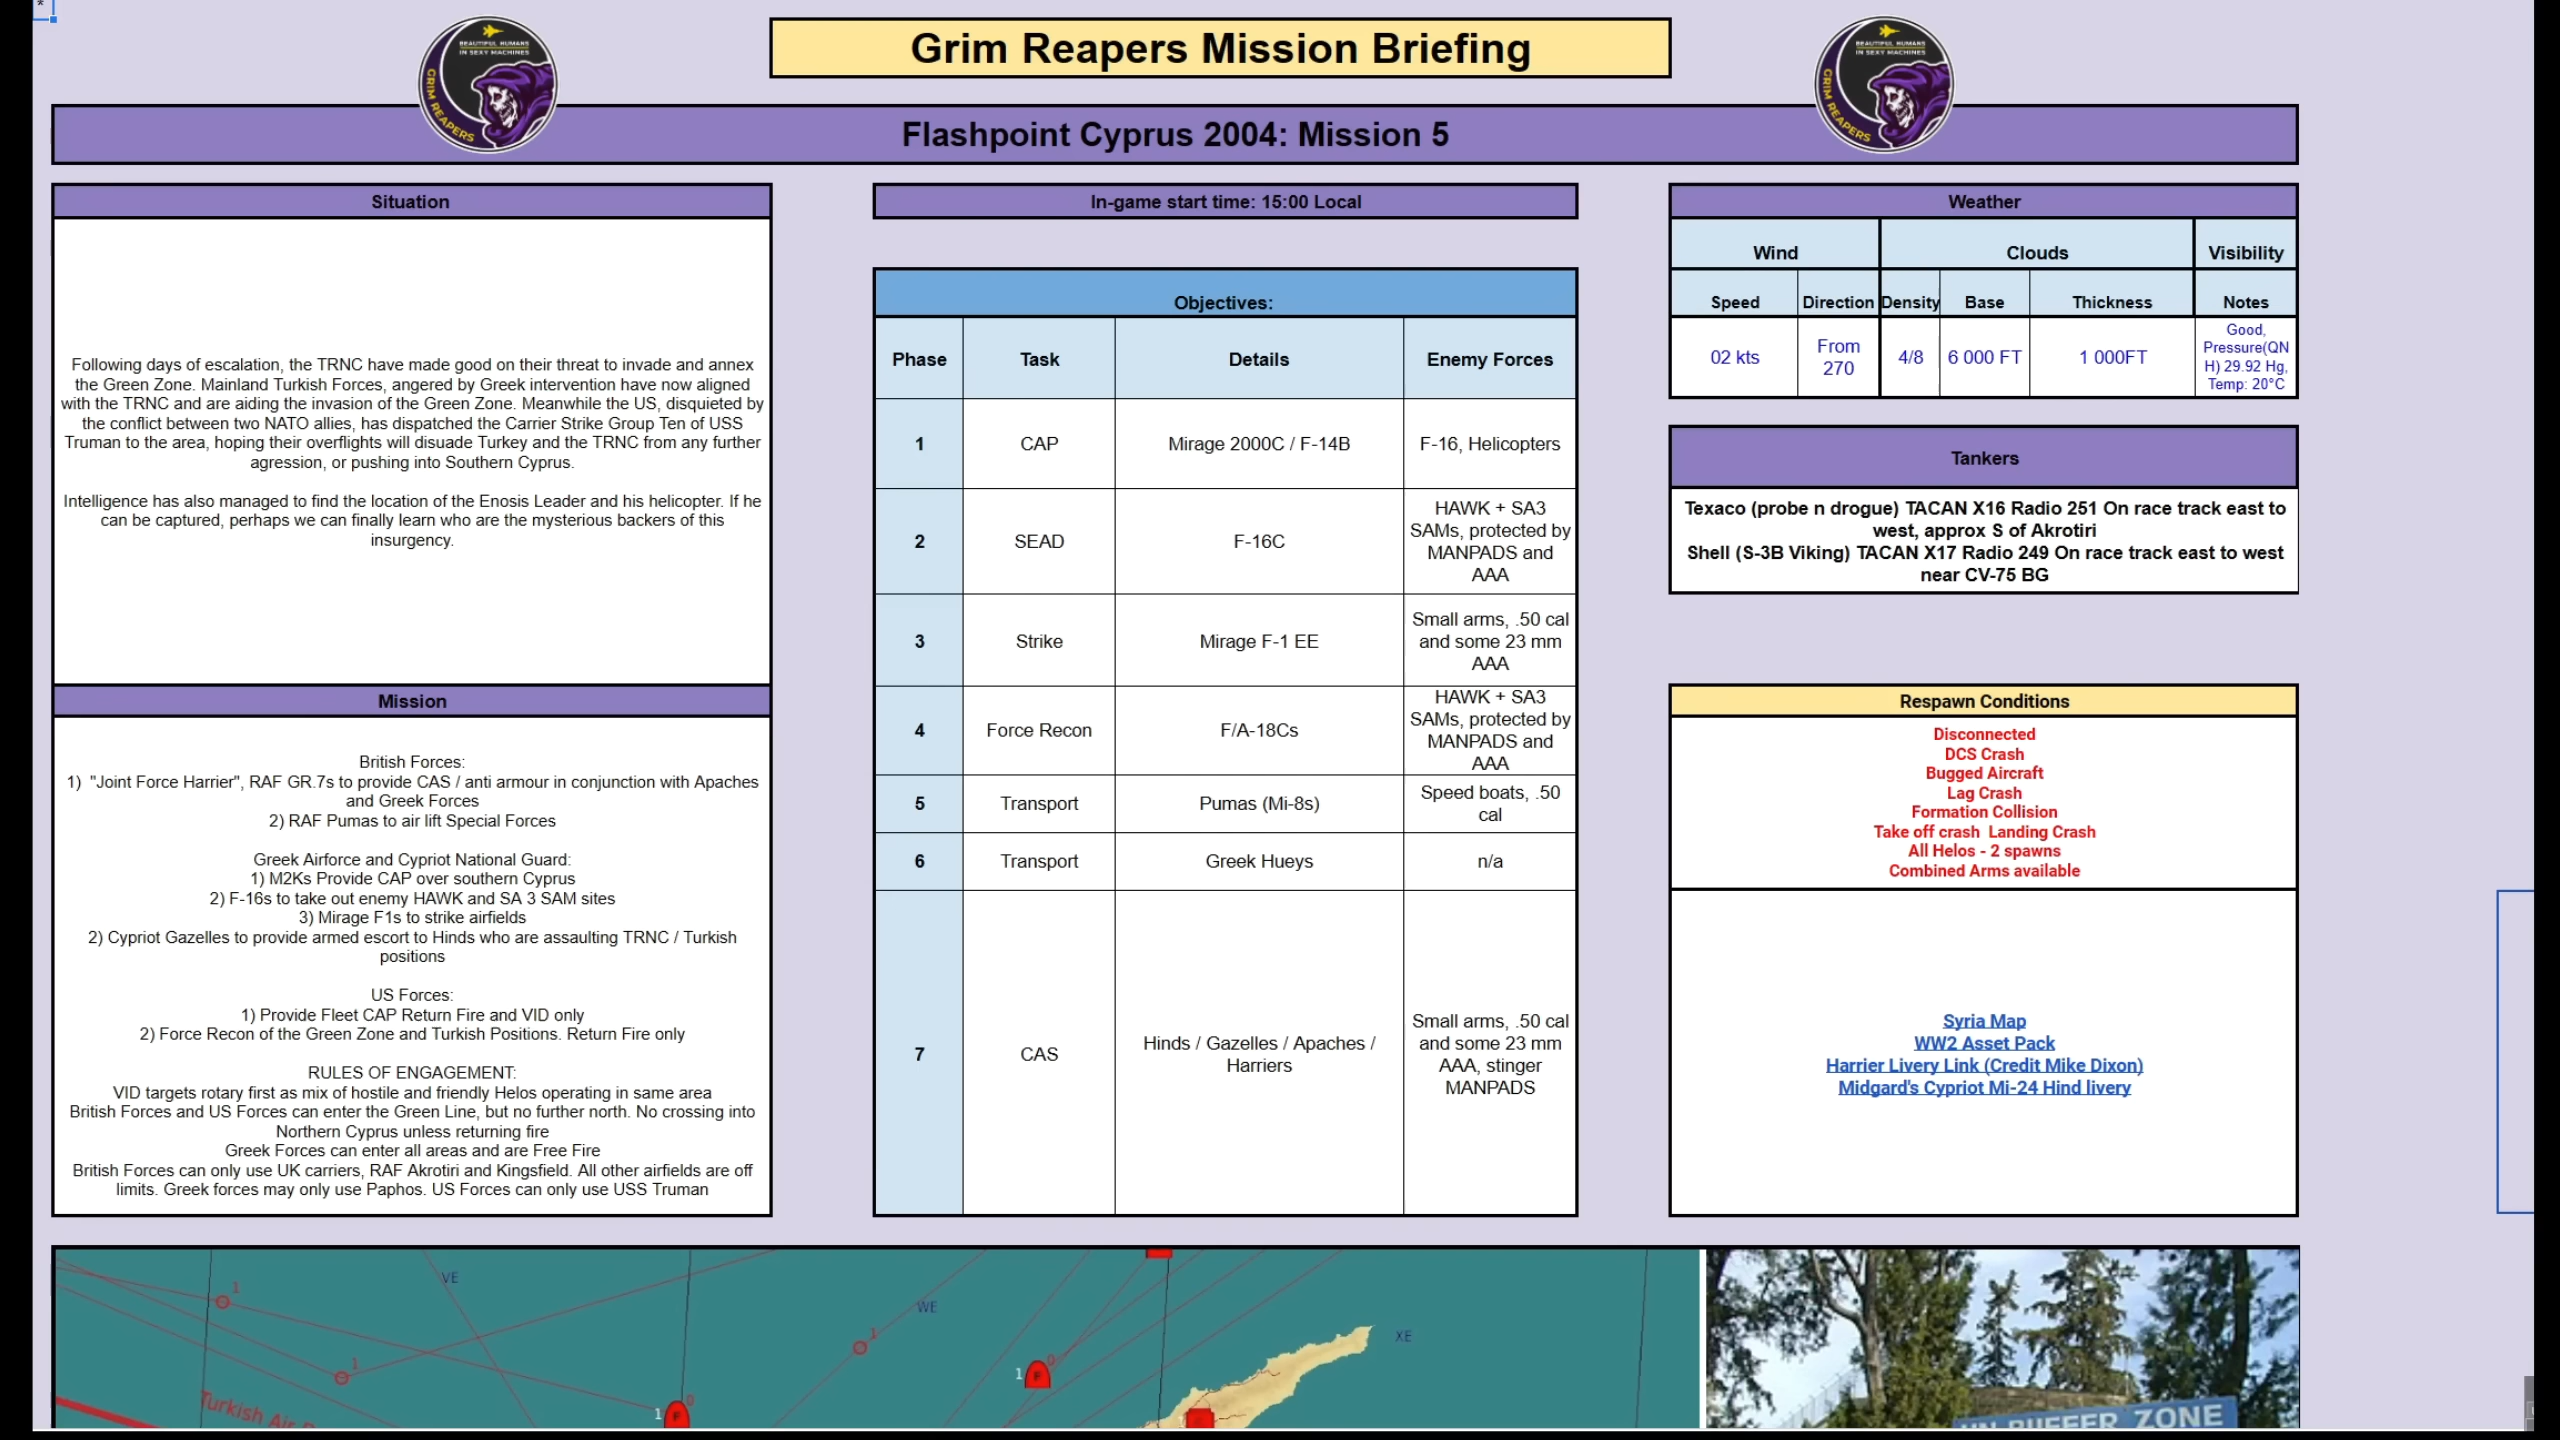 *
BEAUTIFUL HUMANS
IN SEXY MACHINES
GRIM REAPERS
Grim Reapers Mission Briefing
BEAUTIFUL HUMANS
IN SEXY MACHINES
GRIM REAPERS
Flashpoint Cyprus 2004: Mission 5
Situation
Following days of escalation, the TRNC have made good on their threat to invade and annex
the Green Zone. Mainland Turkish Forces, angered by Greek intervention have now aligned
with the TRNC and are aiding the invasion of the Green Zone. Meanwhile the US, disquieted by
the conflict between two NATO allies, has dispatched the Carrier Strike Group Ten of USS
Truman to the area, hoping their overflights will disuade Turkey and the TRNC from any further
agression, or pushing into Southern Cyprus.
Intelligence has also managed to find the location of the Enosis Leader and his helicopter. If he
can be captured, perhaps we can finally learn who are the mysterious backers of this
insurgency.
Mission
British Forces:
1) "Joint Force Harrier", RAF GR.7s to provide CAS / anti armour in conjunction with Apaches
and Greek Forces
2) RAF Pumas to air lift Special Forces
Greek Airforce and Cypriot National Guard:
1) M2Ks Provide CAP over southern Cyprus
2) F-16s to take out enemy HAWK and SA 3 SAM sites
3) Mirage F1s to strike airfields
2) Cypriot Gazelles to provide armed escort to Hinds who are assaulting TRNC / Turkish
positions
US Forces:
1) Provide Fleet CAP Return Fire and VID only
2) Force Recon of the Green Zone and Turkish Positions. Return Fire only
RULES OF ENGAGEMENT:
VID targets rotary first as mix of hostile and friendly Helos operating in same area
British Forces and US Forces can enter the Green Line, but no further north. No crossing into
Northern Cyprus unless returning fire
Greek Forces can enter all areas and are Free Fire
British Forces can only use UK carriers, RAF Akrotiri and Kingsfield. All other airfields are off
limits. Greek forces may only use Paphos. US Forces can only use USS Truman
In-game start time: 15:00 Local
Objectives:
Phase Task Details Enemy Forces
1 CAP Mirage 2000C / F-14B F-16, Helicopters
2 SEAD F-16C HAWK + SA3
SAMs, protected by
MANPADS and
AAA
3 Strike Mirage F-1 EE Small arms, .50 cal
and some 23 mm
AAA
4 Force Recon F/A-18Cs HAWK + SA3
SAMs, protected by
MANPADS and
AAA
5 Transport Pumas (Mi-8s) Speed boats, .50
cal
6 Transport Greek Hueys n/a
7 CAS Hinds / Gazelles / Apaches /
Harriers
Small arms, .50 cal
and some 23 mm
AAA, stinger
MANPADS
Weather
Wind Clouds Visibility
Speed Direction Density Base Thickness Notes
02 kts From
270 4/8 6 000 FT 1 000FT Good,
Pressure(QN
H) 29.92 Hg,
Temp: 20°C
Tankers
Texaco (probe n drogue) TACAN X16 Radio 251 On race track east to
west, approx S of Akrotiri
Shell (S-3B Viking) TACAN X17 Radio 249 On race track east to west
near CV-75 BG
Respawn Conditions
Disconnected
DCS Crash
Bugged Aircraft
Lag Crash
Formation Collision
Take off crash Landing Crash
All Helos - 2 spawns
Combined Arms available
Syria Map
WW2 Asset Pack
Harrier Livery Link (Credit Mike Dixon)
Midgard's Cypriot Mi-24 Hind livery
VE
WE
XE
1
1
1
1 F 0
1 F 0
Turkish Air
UN BUFFER ZONE